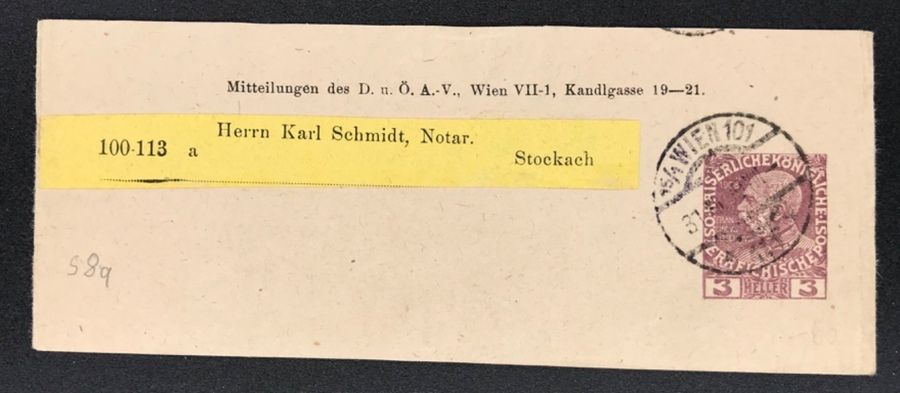 Mitteilungen des D. u. Ö. A.-V., Wien VII-1, Kandlgasse 19—21.
100-113 a
Herrn Karl Schmidt, Notar.
Stockach
WIEN 101
KAISERLICHE KÖNIGLICHE
ÖSTERREICHISCHE POST
3 HELLER 3